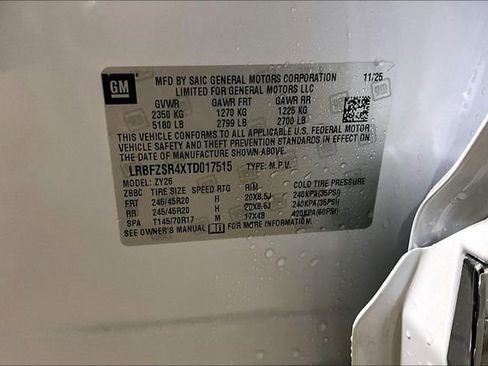 GM
MFD BY SAIC GENERAL MOTORS CORPORATION 11/25
LIMITED FOR GENERAL MOTORS LLC
GVWR GAWR FRT GAWR RR
2350 KG 1270 KG 1225 KG
5180 LB 2799 LB 2700 LB
THIS VEHICLE CONFORMS TO ALL APPLICABLE U.S. FEDERAL MOTOR
VEHICLE SAFETY AND THEFT PREVENTION STANDARDS IN EFFECT ON THE
DATE OF MANUFACTURE SHOWN ABOVE.
LRBFZSR4XTD017515 TYPE: M.P.V.
MODEL: ZY26
ZBBC TIRE SIZE SPEED RTG RIM COLD TIRE PRESSURE
FRT 245/45R20 H 20X8.5J 240KPA(35PSI)
RR 245/45R20 H 20X8.5J 240KPA(35PSI)
SPA T145/70R17 M 17X4B 420KPA(60PSI)
SEE OWNER'S MANUAL FOR MORE INFORMATION.